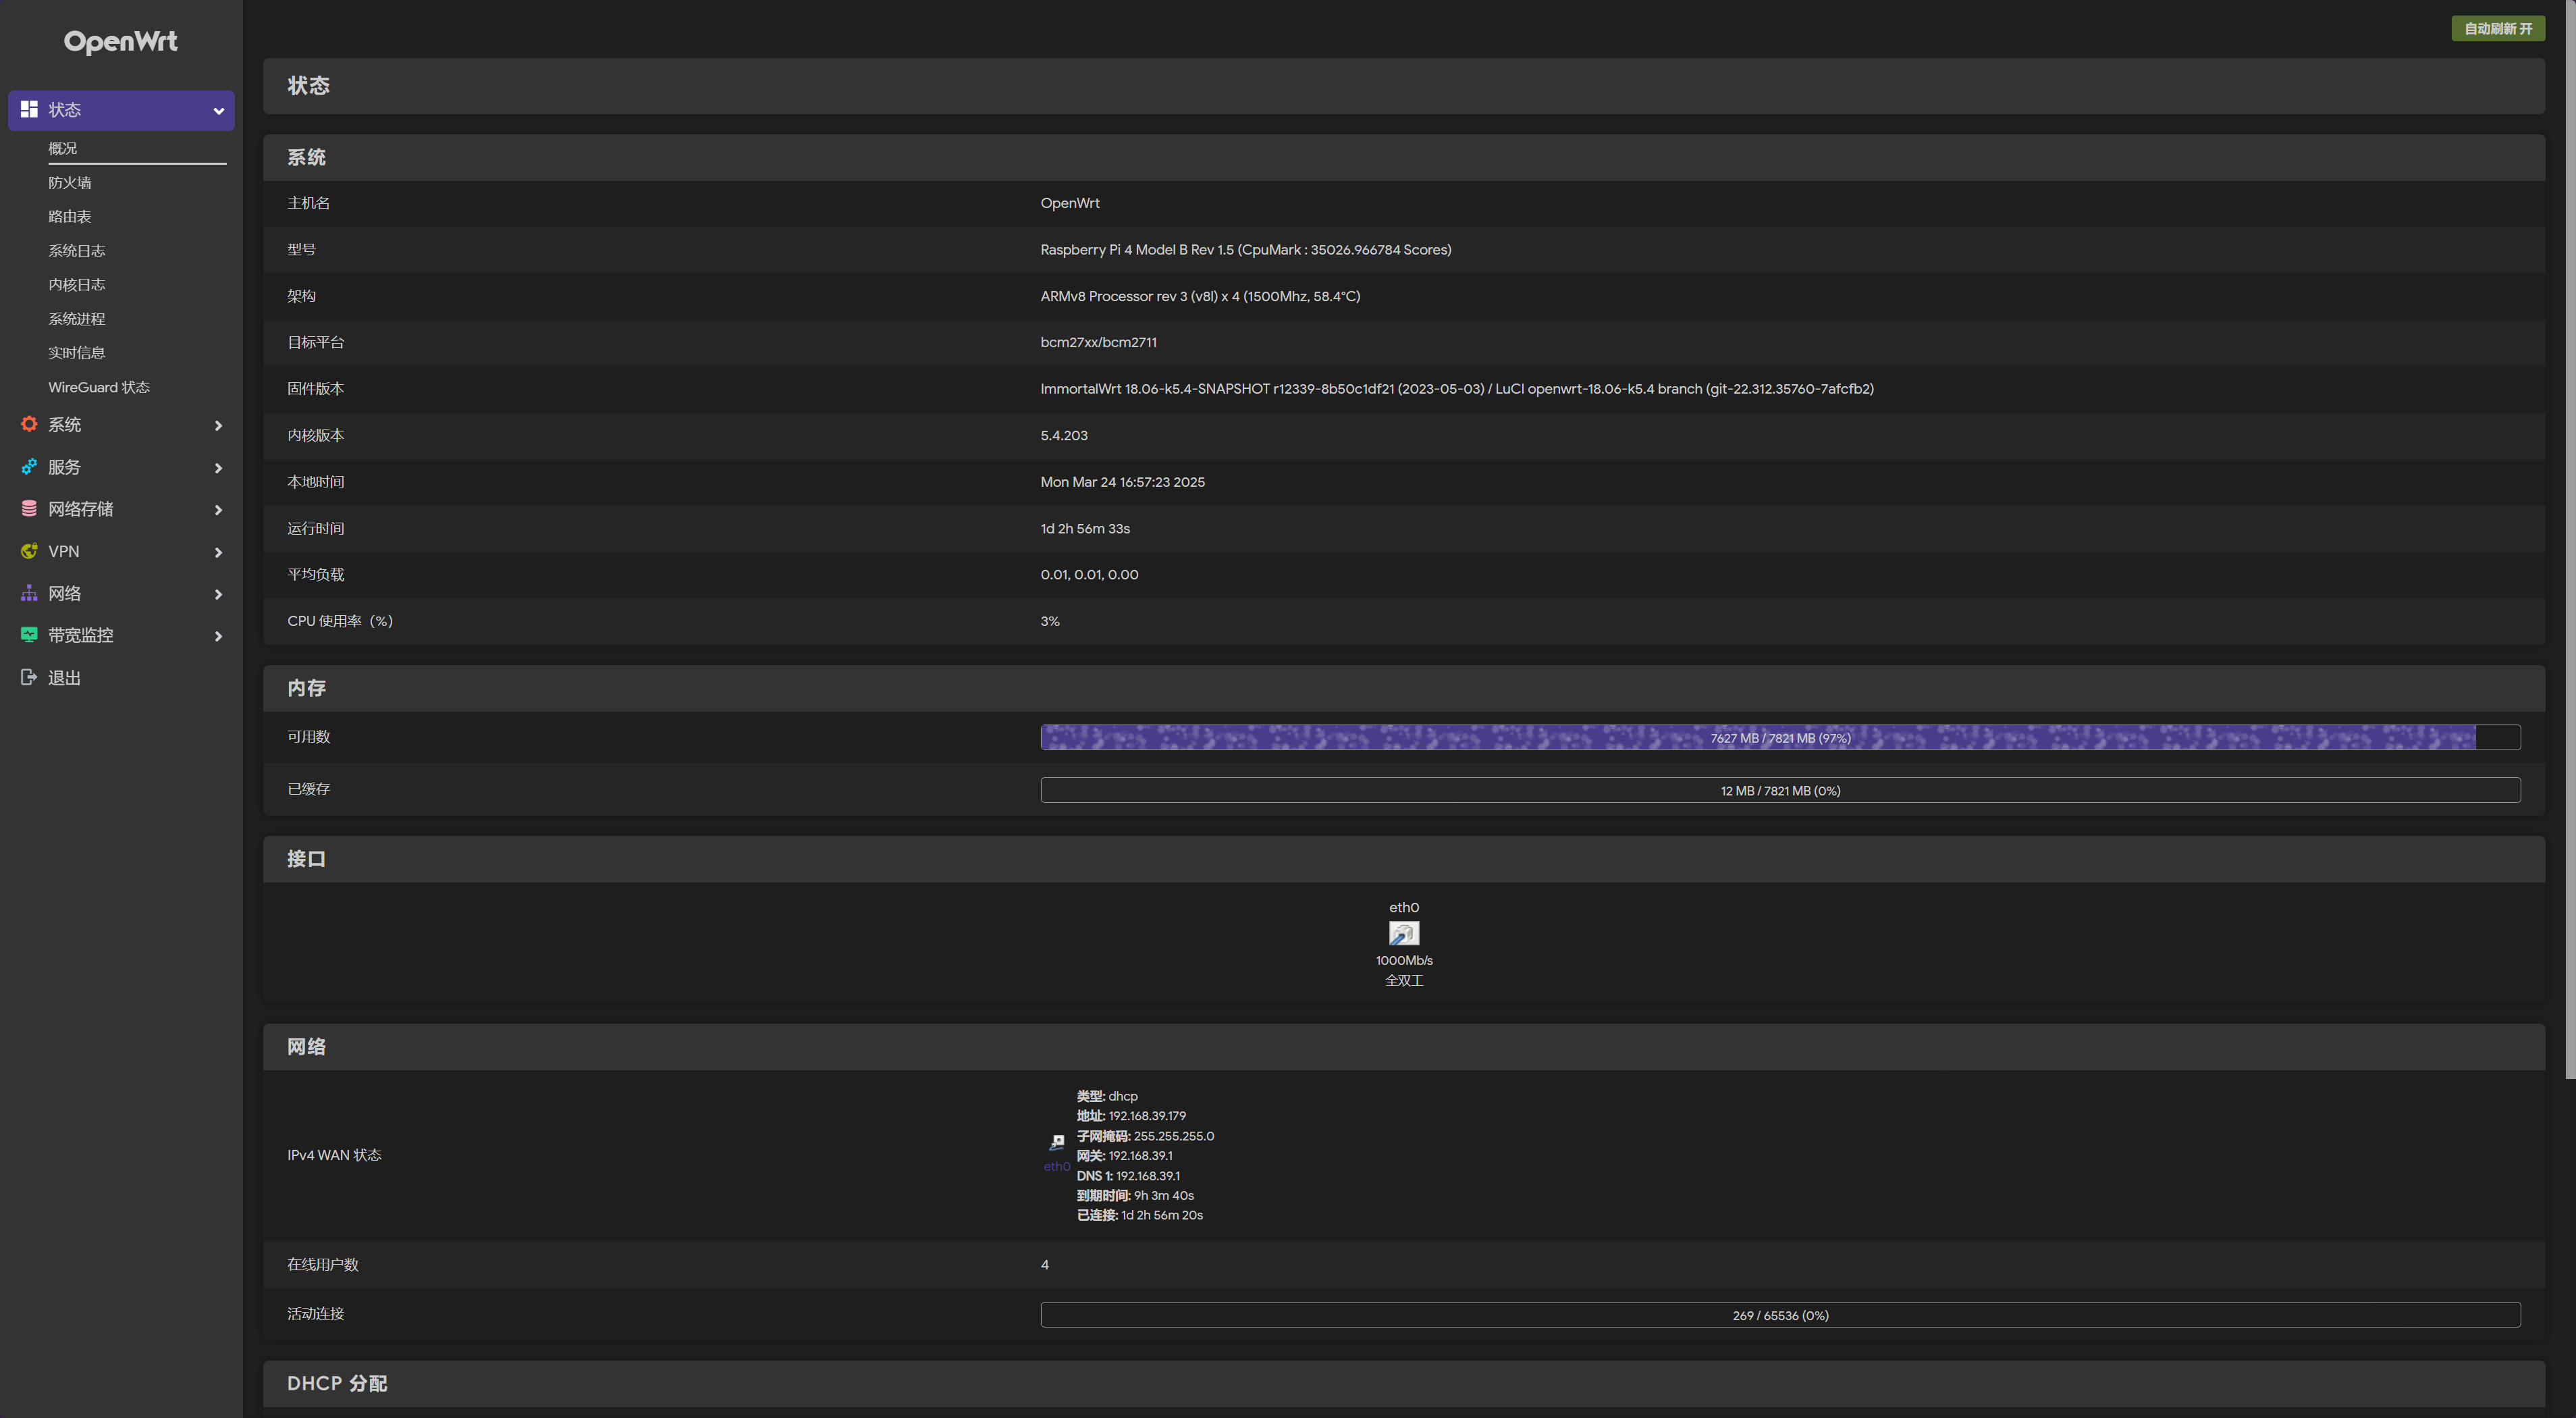 OpenWrt
自动刷新 开
状态
概况
防火墙
路由表
系统日志
内核日志
系统进程
实时信息
WireGuard 状态
系统
服务
网络存储
VPN
网络
带宽监控
退出
状态
系统
主机名 OpenWrt
型号 Raspberry Pi 4 Model B Rev 1.5 (CpuMark : 35026.966784 Scores)
架构 ARMv8 Processor rev 3 (v8l) x 4 (1500Mhz, 58.4°C)
目标平台 bcm27xx/bcm2711
固件版本 ImmortalWrt 18.06-k5.4-SNAPSHOT r12339-8b50c1df21 (2023-05-03) / LuCI openwrt-18.06-k5.4 branch (git-22.312.35760-7afcfb2)
内核版本 5.4.203
本地时间 Mon Mar 24 16:57:23 2025
运行时间 1d 2h 56m 33s
平均负载 0.01, 0.01, 0.00
CPU 使用率（%） 3%
内存
可用数 7627 MB / 7821 MB (97%)
已缓存 12 MB / 7821 MB (0%)
接口
eth0
1000Mb/s
全双工
网络
IPv4 WAN 状态
eth0
类型: dhcp
地址: 192.168.39.179
子网掩码: 255.255.255.0
网关: 192.168.39.1
DNS 1: 192.168.39.1
到期时间: 9h 3m 40s
已连接: 1d 2h 56m 20s
在线用户数 4
活动连接 269 / 65536 (0%)
DHCP 分配